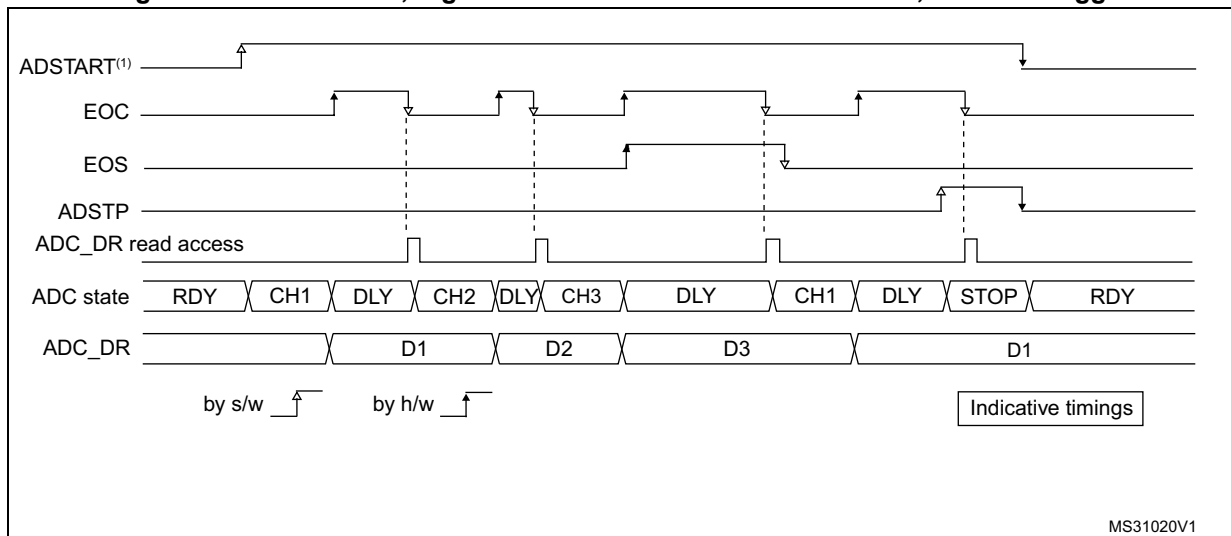 ADSTART(1)
EOC
EOS
ADSTP
ADC_DR read access
ADC state RDY CH1 DLY CH2 DLY CH3 DLY CH1 DLY STOP RDY
ADC_DR D1 D2 D3 D1
by s/w by h/w Indicative timings
MS31020V1